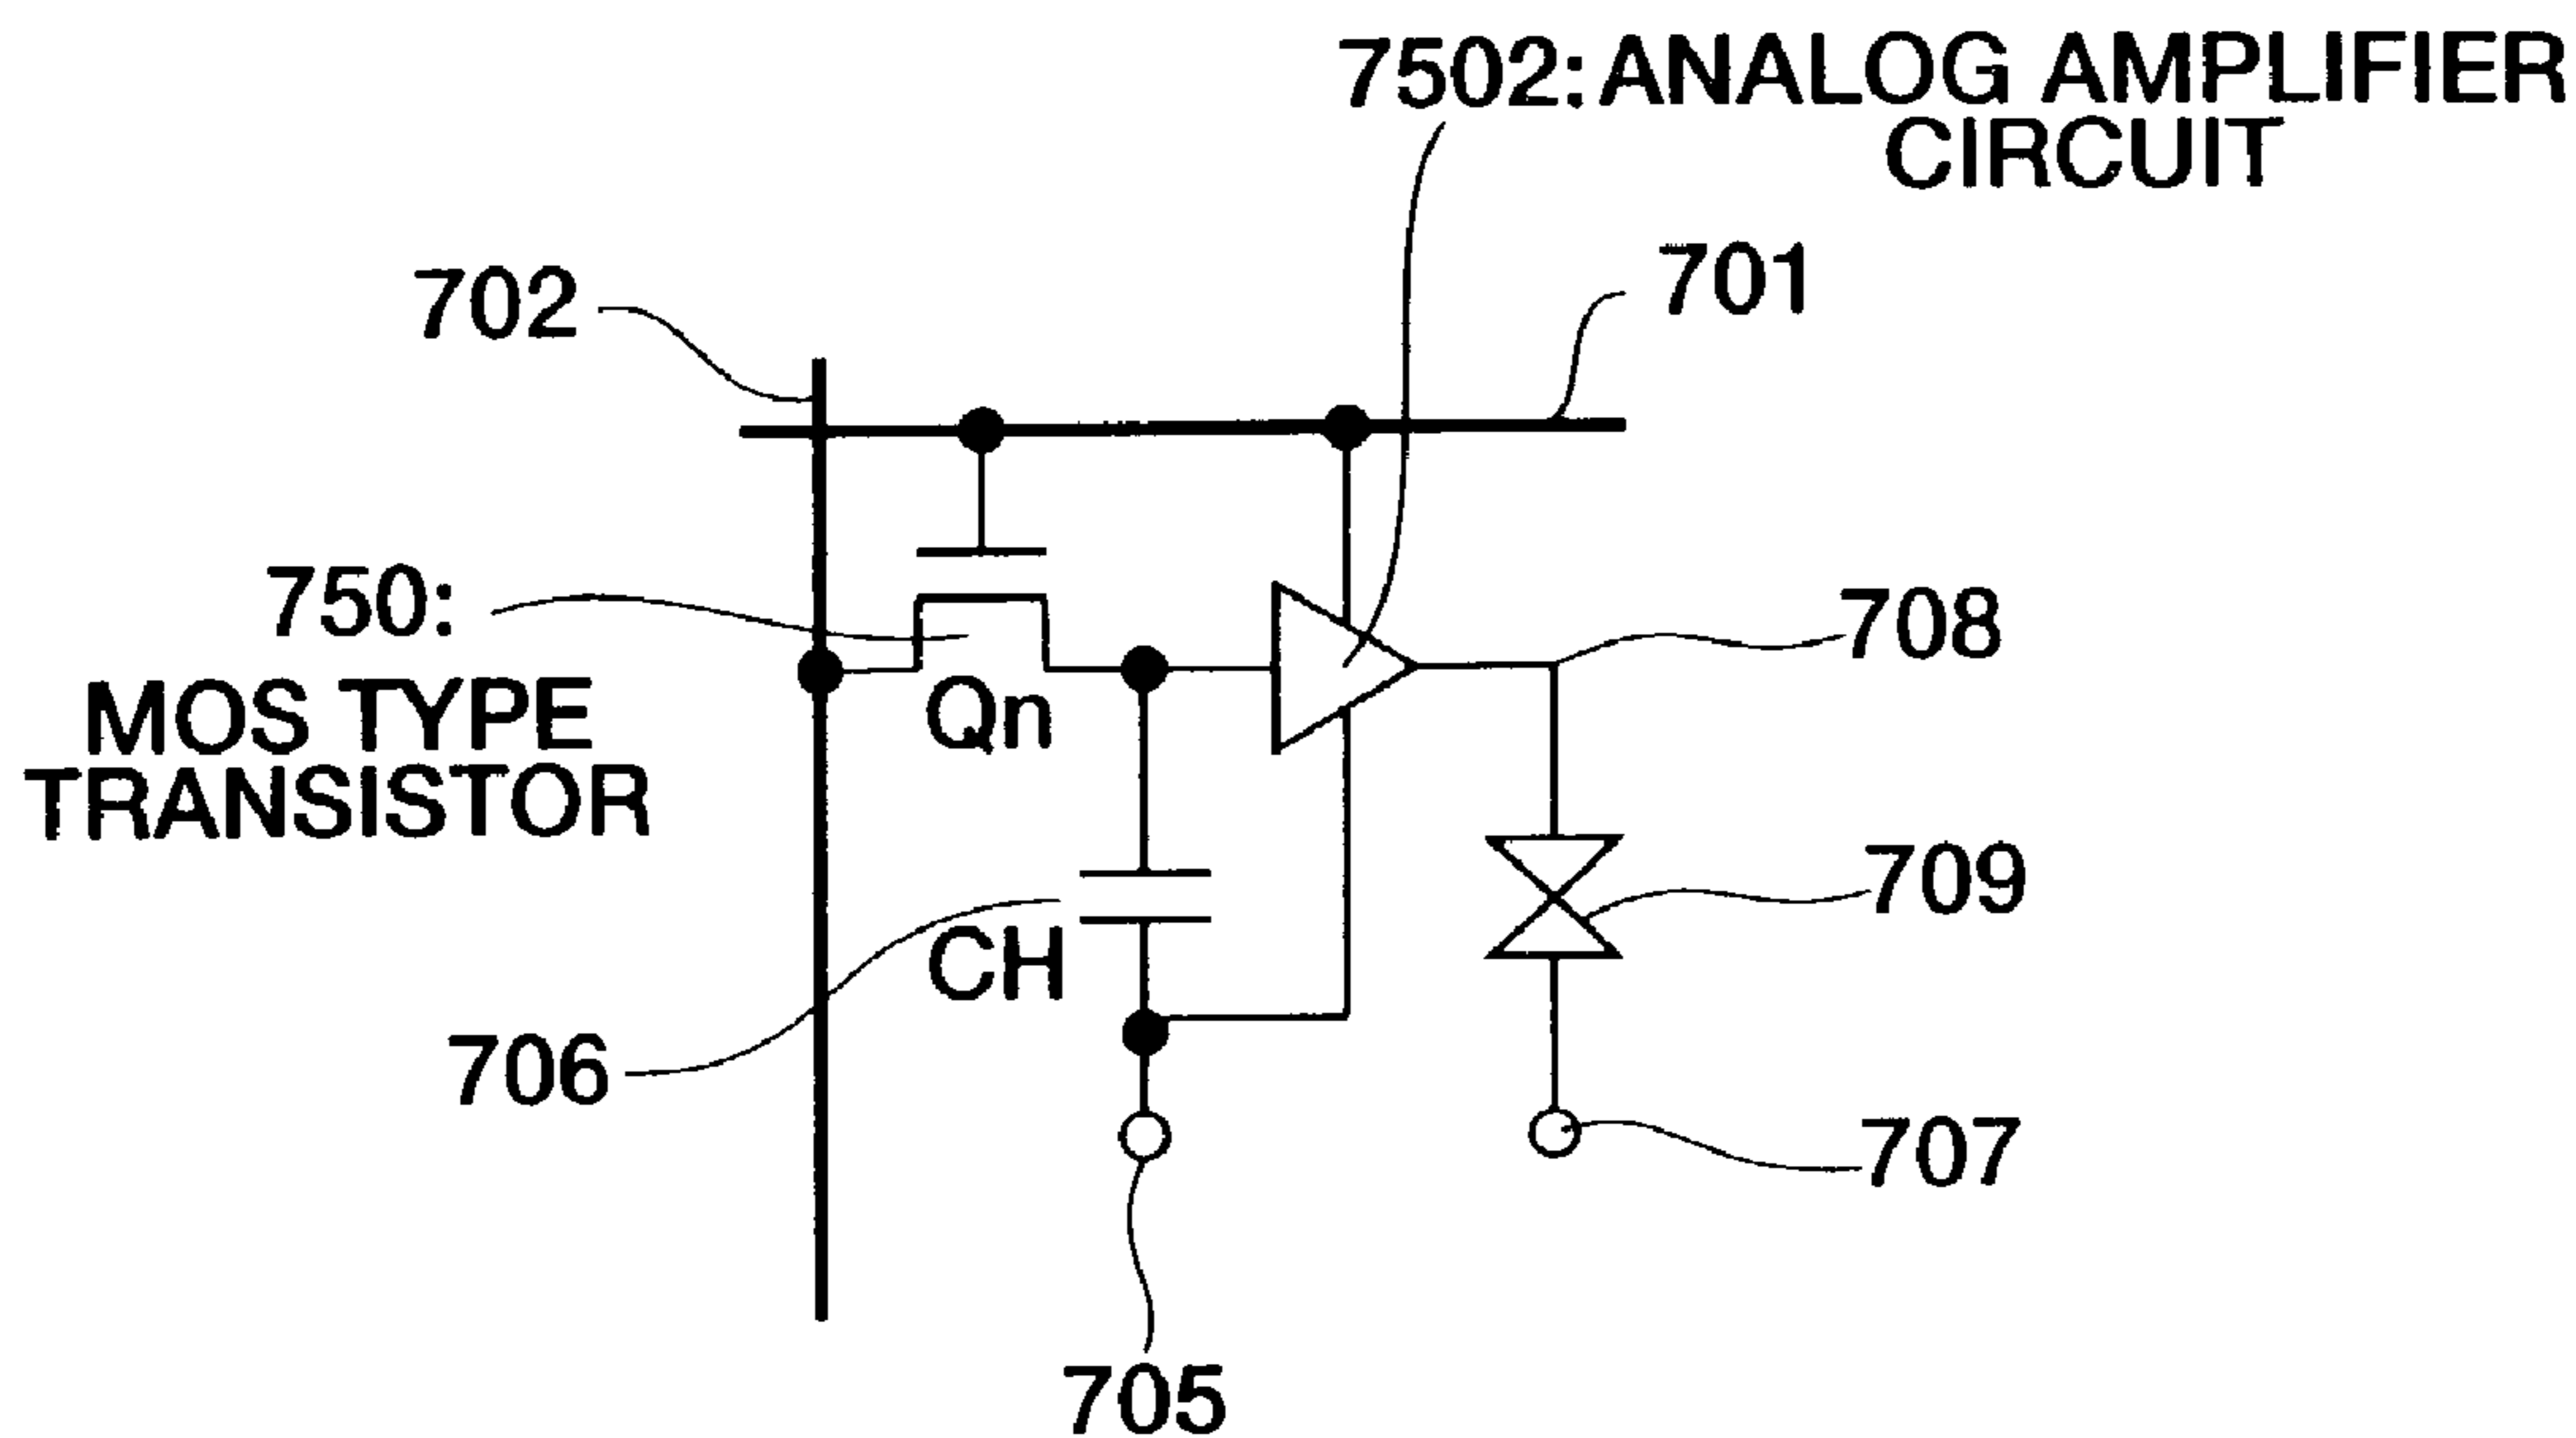 7502: ANALOG AMPLIFIER
CIRCUIT
701
702
750:
MOS TYPE
TRANSISTOR
Qn
708
709
CH
706
707
705